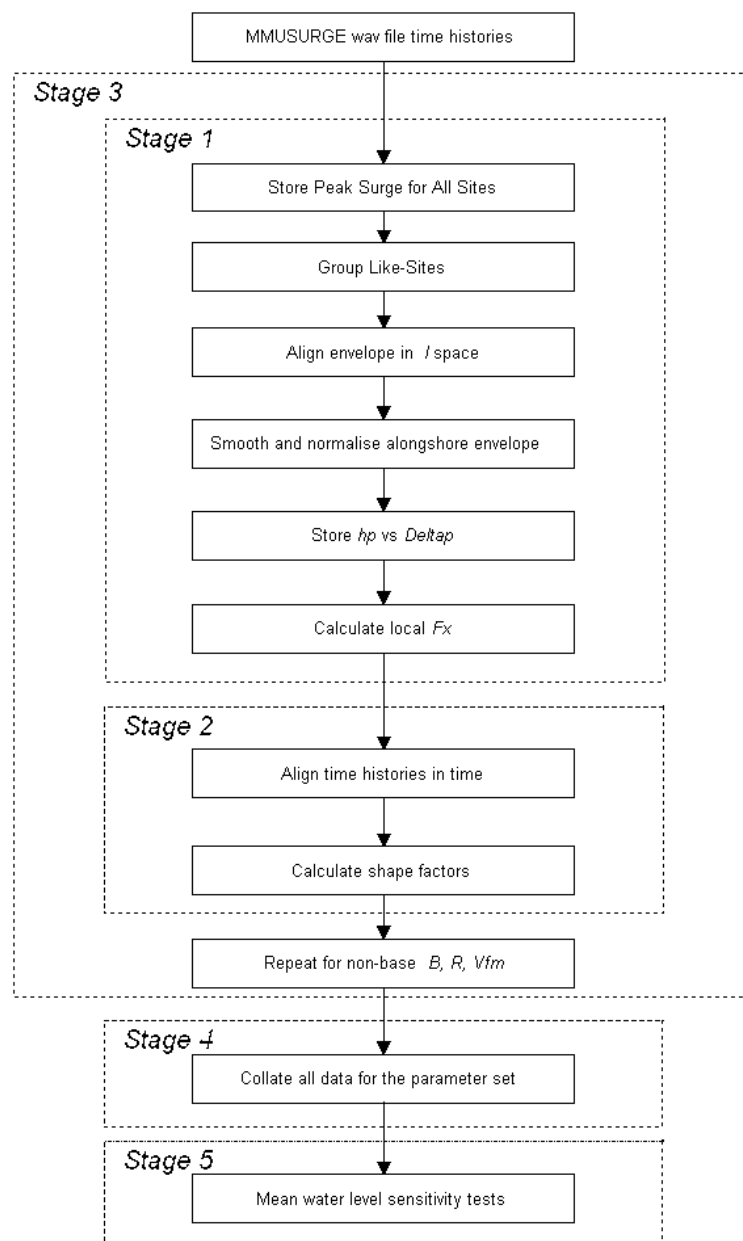 MMUSURGE wav file time histories
Stage 3
Stage 1
Store Peak Surge for All Sites
Group Like-Sites
Align envelope in l space
Smooth and normalise alongshore envelope
Store hp vs Deltap
Calculate local Fx
Stage 2
Align time histories in time
Calculate shape factors
Repeat for non-base B, R, Vfm
Stage 4
Collate all data for the parameter set
Stage 5
Mean water level sensitivity tests